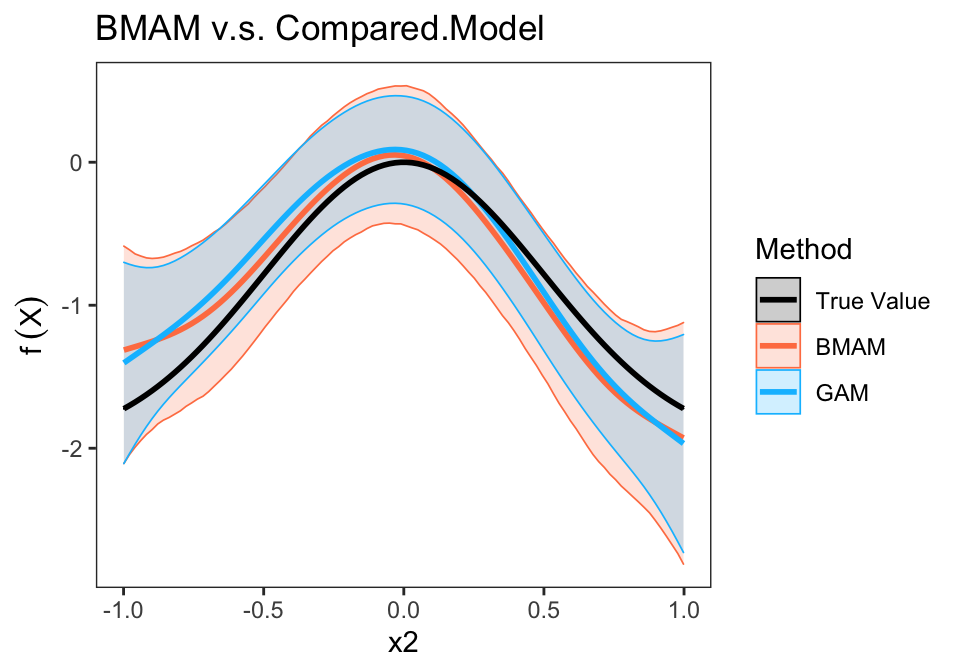 BMAM v.s. Compared.Model
0
-1
-2
f (x)
-1.0 -0.5 0.0 0.5 1.0
x2
Method
True Value
BMAM
GAM